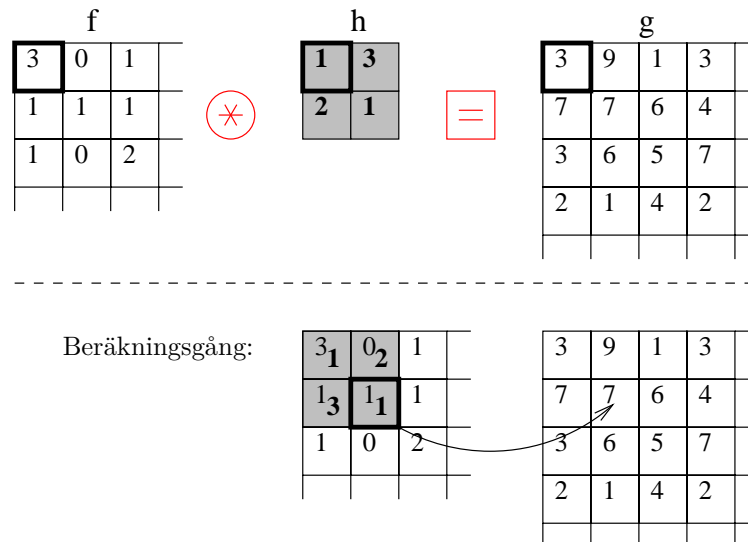 f h g
3 0 1 1 3 3 9 1 3
1 1 1 * 2 1 = 7 7 6 4
1 0 2 3 6 5 7
2 1 4 2
Beräkningsgång: 3 1 0 2 1 3 9 1 3
1 3 1 1 1 7 7 6 4
1 0 2 3 6 5 7
2 1 4 2